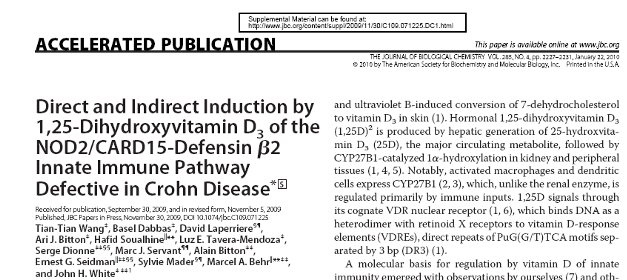 Supplemental Material can be found at:
http://www.jbc.org/content/suppl/2009/11/30/C109.071225.DC1.html
ACCELERATED PUBLICATION
This paper is available online at www.jbc.org
THE JOURNAL OF BIOLOGICAL CHEMISTRY VOL. 285, NO. 4, pp. 2227–2231, January 22, 2010
© 2010 by The American Society for Biochemistry and Molecular Biology, Inc. Printed in the U.S.A.
Direct and Indirect Induction by
1,25-Dihydroxyvitamin D3 of the
NOD2/CARD15-Defensin β2
Innate Immune Pathway
Defective in Crohn Disease*S
Received for publication, September 30, 2009, and in revised form, November 5, 2009
Published, JBC Papers in Press, November 30, 2009, DOI 10.1074/jbc.C109.071225
Tian-Tian Wang‡, Basel Dabbas‡, David Laperriere§¶,
Ari J. Bitton‡, Hafid Soualhine‖**, Luz E. Tavera-Mendoza‡,
Serge Dionne‡‡§§, Marc J. Servant¶¶, Alain Bitton‡‡,
Ernest G. Seidman‖‡‡§§, Sylvie Mader§¶, Marcel A. Behr‖**‡‡,
and John H. White‡ ‡‡1
and ultraviolet B-induced conversion of 7-dehydrocholesterol
to vitamin D3 in skin (1). Hormonal 1,25-dihydroxyvitamin D3
(1,25D)2 is produced by hepatic generation of 25-hydroxvita-
min D3 (25D), the major circulating metabolite, followed by
CYP27B1-catalyzed 1α-hydroxylation in kidney and peripheral
tissues (1, 4, 5). Notably, activated macrophages and dendritic
cells express CYP27B1 (2, 3), which, unlike the renal enzyme, is
regulated primarily by immune inputs. 1,25D signals through
its cognate VDR nuclear receptor (1, 6), which binds DNA as a
heterodimer with retinoid X receptors to vitamin D-response
elements (VDREs), direct repeats of PuG(G/T)TCA motifs sep-
arated by 3 bp (DR3) (1).
A molecular basis for regulation by vitamin D of innate
immunity emerged with observations by ourselves (7) and oth-